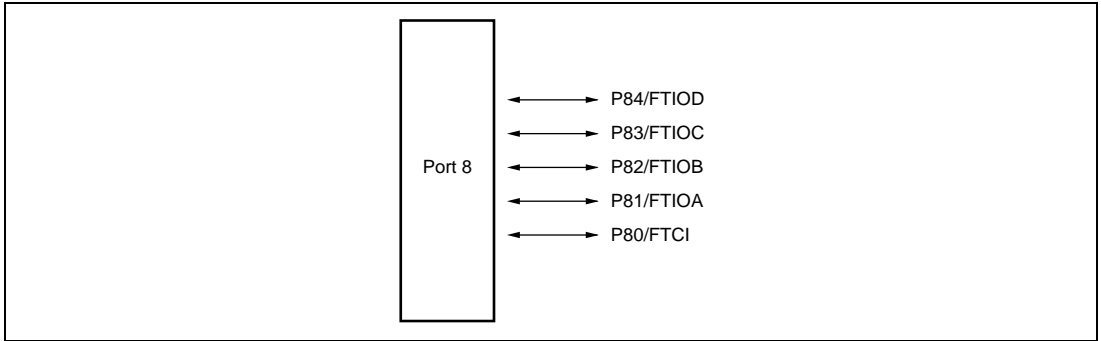 Port 8
P84/FTIOD
P83/FTIOC
P82/FTIOB
P81/FTIOA
P80/FTCI